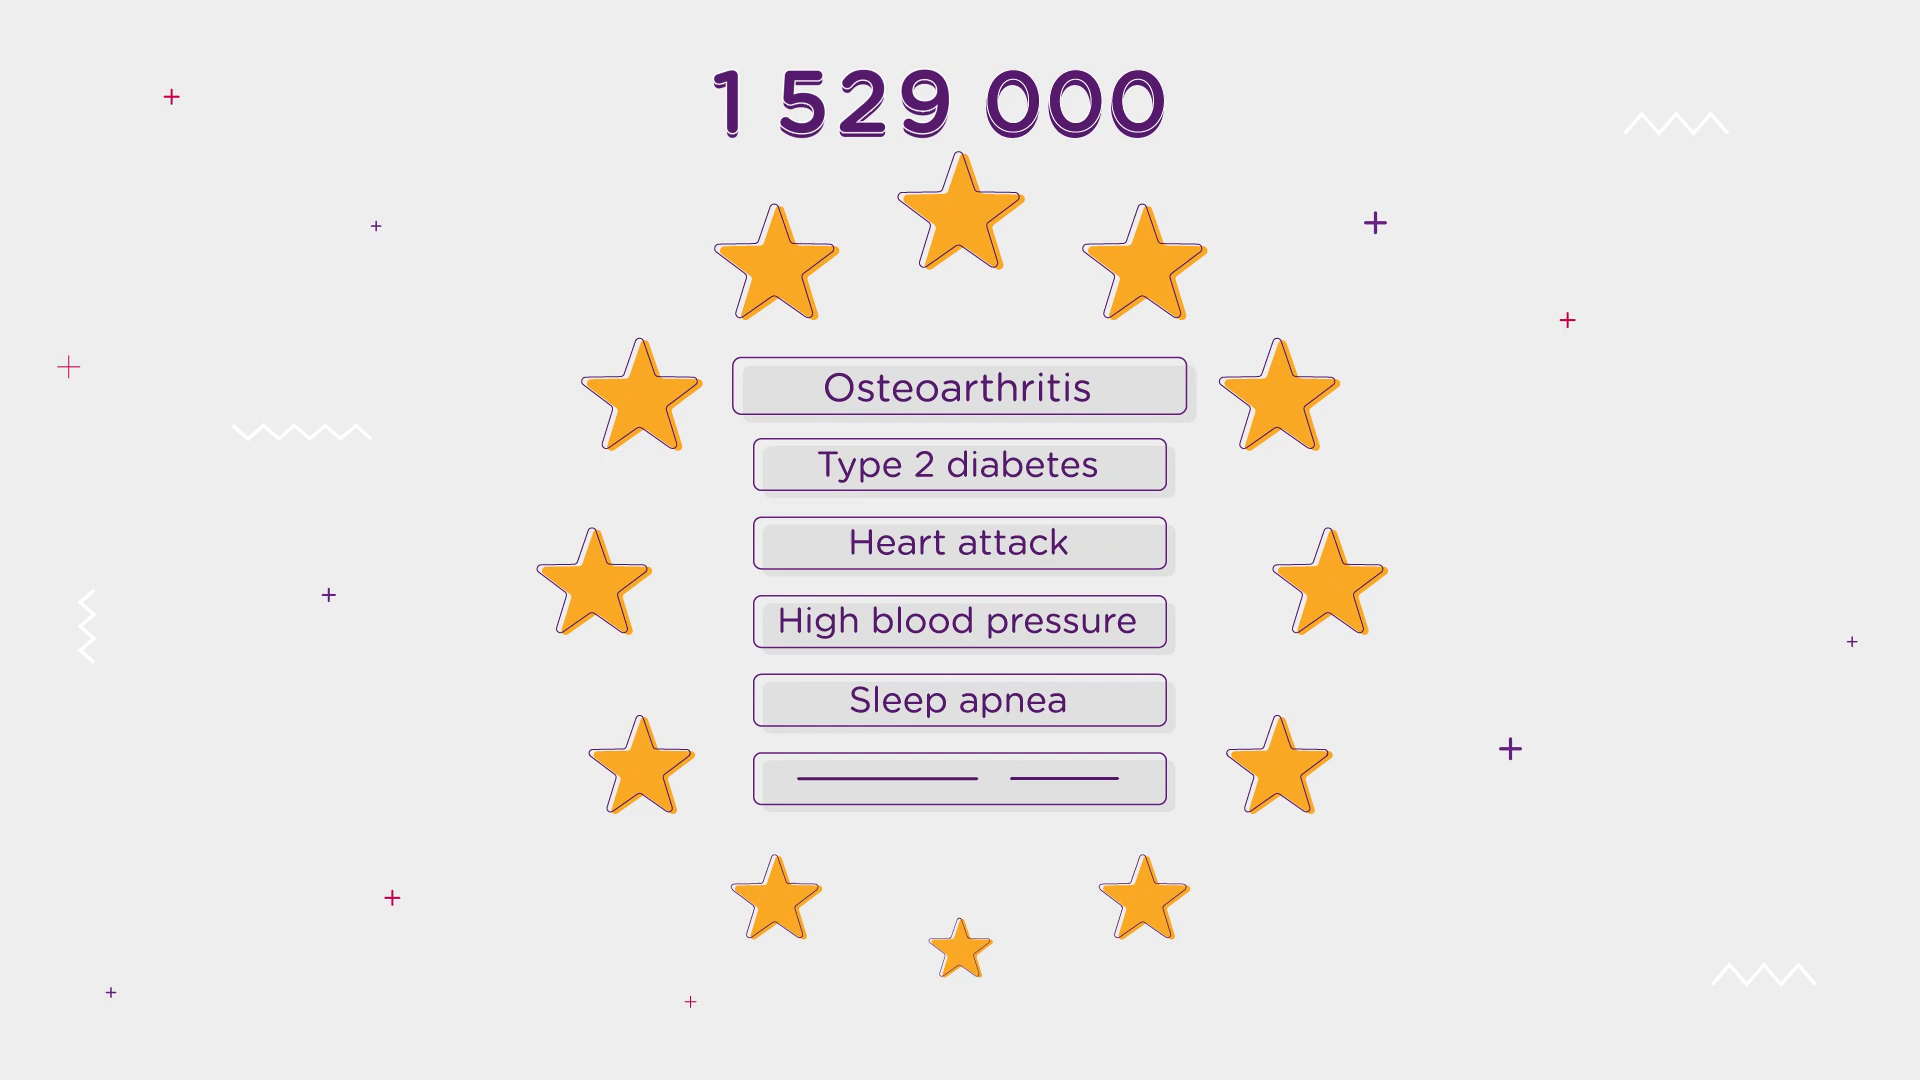 1 529 000
Osteoarthritis
Type 2 diabetes
Heart attack
High blood pressure
Sleep apnea